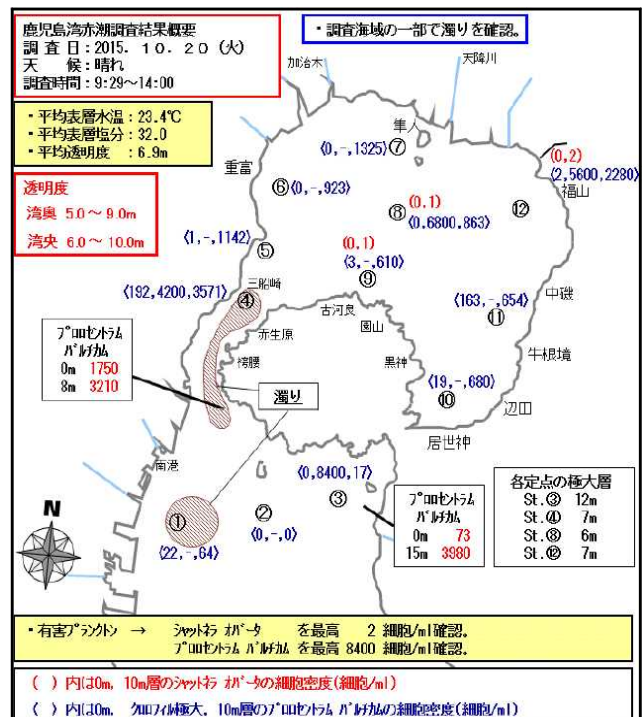 鹿児島湾赤潮調査結果概要
調査日：2015．10．20（火）
天　候：晴れ
調査時間：9:29～14:00
・調査海域の一部で濁りを確認。
・平均表層水温：23.4℃
・平均表層塩分：32.0
・平均透明度：6.9m
透明度
湾奥 5.0～9.0m
湾央 6.0～10.0m
加治木
天降川
隼人
⑦
(0,-,1325)
重富
⑥
(0,-,923)
(0,2)
(2,5600,2280)
福山
⑫
(0,1)
⑧
(0,6800,863)
(1,-,1142)
⑤
(0,1)
(3,-,610)
⑨
(192,4200,3571)
三船崎
④
(163,-,654)
⑪
中磯
古河良
園山
赤生原
袴腰
黒神
牛根境
(19,-,680)
⑩
辺田
居世神
プロロセントラム
バルチカム
0m 1750
8m 3210
濁り
南港
N
①
(22,-,64)
②
(0,-,0)
(0,8400,17)
③
プロロセントラム
バルチカム
0m 73
15m 3980
各定点の極大層
St.③ 12m
St.④ 7m
St.⑧ 6m
St.⑫ 7m
・有害プランクトン → シャットネラ オバータ を最高 2 細胞/ml確認。
プロロセントラム バルチカム を最高 8400 細胞/ml確認。
( ) 内は0m，10m層のシャットネラ オバータの細胞密度(細胞/ml)
( ) 内は0m，クロロフィル極大，10m層のプロロセントラム バルチカムの細胞密度(細胞/ml)